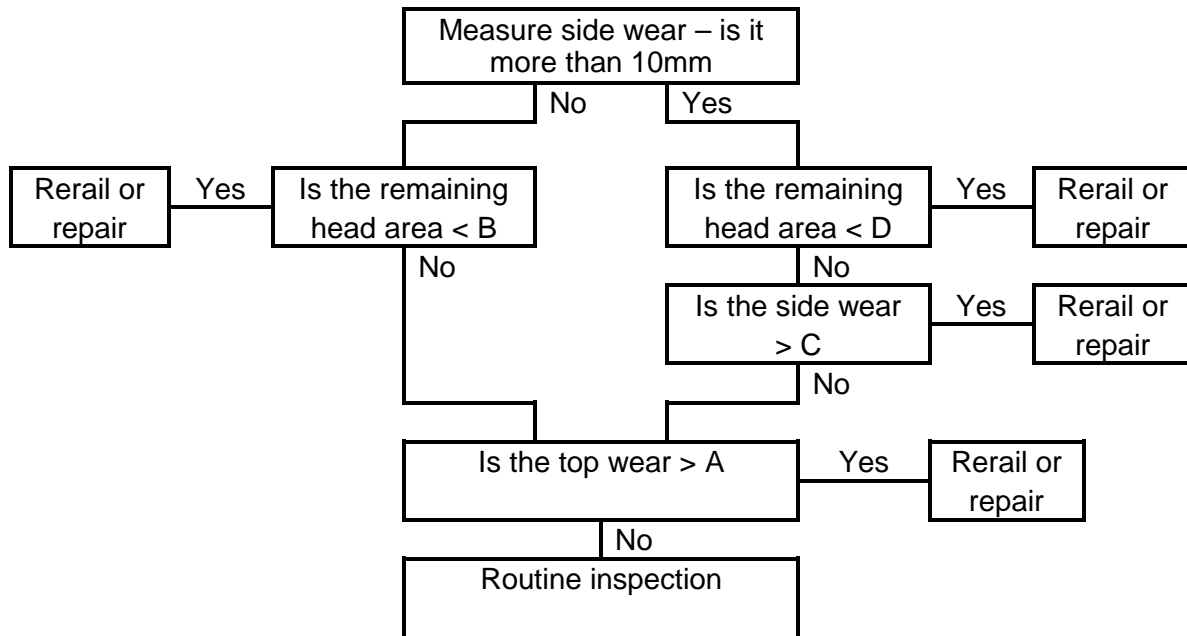 Measure side wear – is it
more than 10mm
No
Yes
Rerail or
repair
Yes
Is the remaining
head area < B
Is the remaining
head area < D
Yes
Rerail or
repair
No
No
Is the side wear
> C
Yes
Rerail or
repair
No
Is the top wear > A
Yes
Rerail or
repair
No
Routine inspection